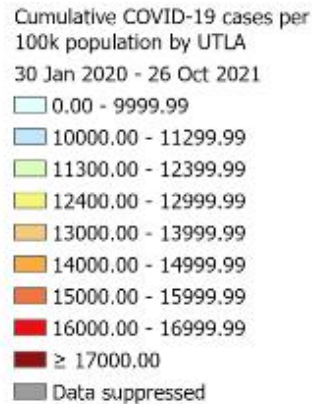 Cumulative COVID-19 cases per
100k population by UTLA
30 Jan 2020 - 26 Oct 2021
0.00 - 9999.99
10000.00 - 11299.99
11300.00 - 12399.99
12400.00 - 12999.99
13000.00 - 13999.99
14000.00 - 14999.99
15000.00 - 15999.99
16000.00 - 16999.99
≥ 17000.00
Data suppressed